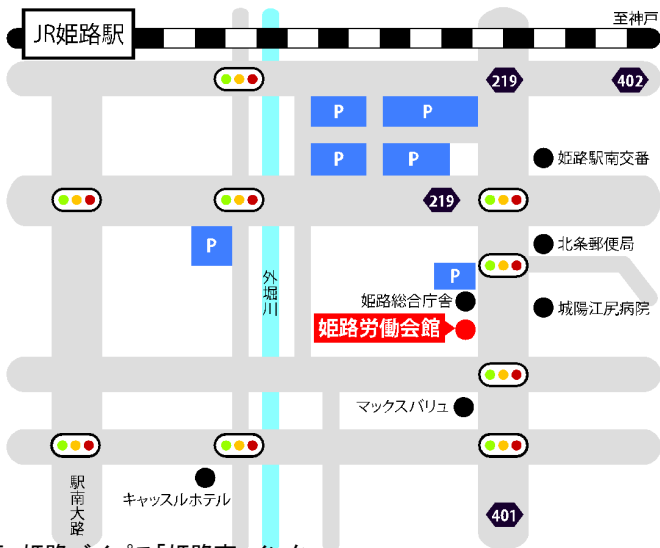 至神戸
JR姫路駅
219
402
P
P
P
P
姫路駅南交番
219
P
北条郵便局
P
外堀川
姫路総合庁舎
城陽江尻病院
姫路労働会館
マックスバリュ
駅南大路
キャッスルホテル
401